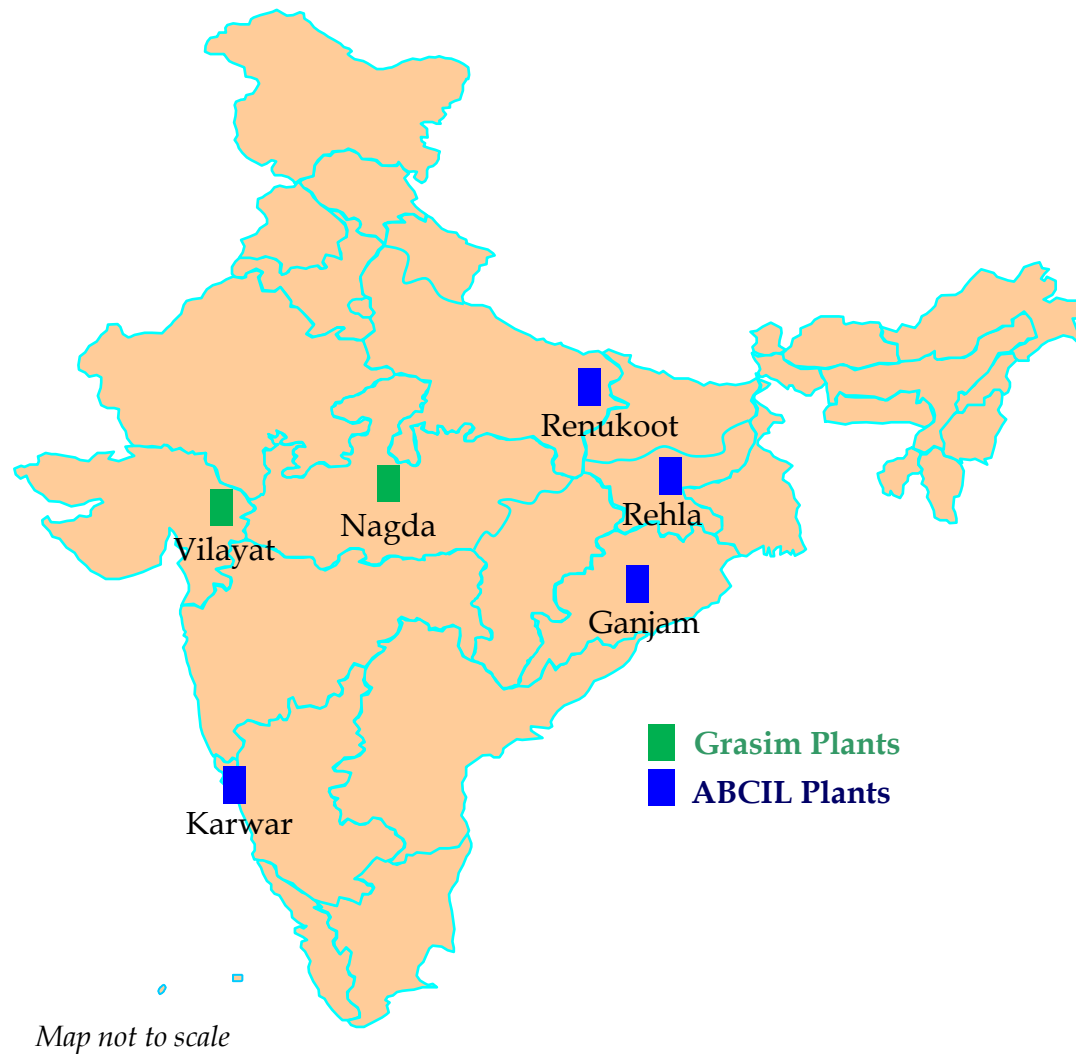 Renukoot
Rehla
Nagda
Vilayat
Ganjam
Grasim Plants
ABCIL Plants
Karwar
Map not to scale